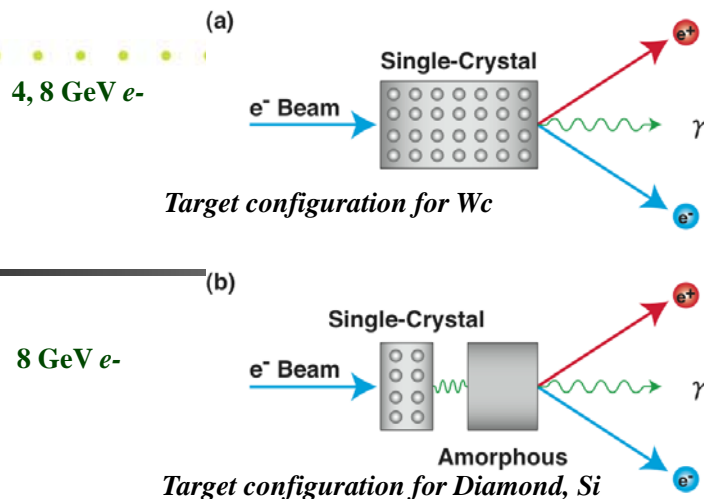 (a)
e⁺
Single-Crystal
4, 8 GeV e-
e⁻ Beam
γ
Target configuration for Wc
e⁻
(b)
e⁺
Single-Crystal
8 GeV e-
e⁻ Beam
γ
Amorphous
e⁻
Target configuration for Diamond, Si